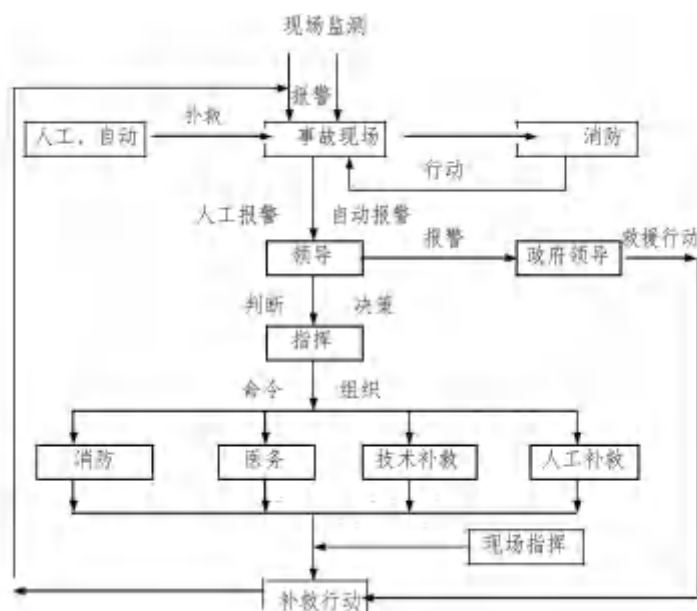 现场监测
报警
补救
人工、自动
事故现场
消防
行动
人工报警
自动报警
报警
救援行动
领导
政府领导
判断
决策
指挥
命令
组织
消防
医务
技术补救
人工补救
现场指挥
补救行动